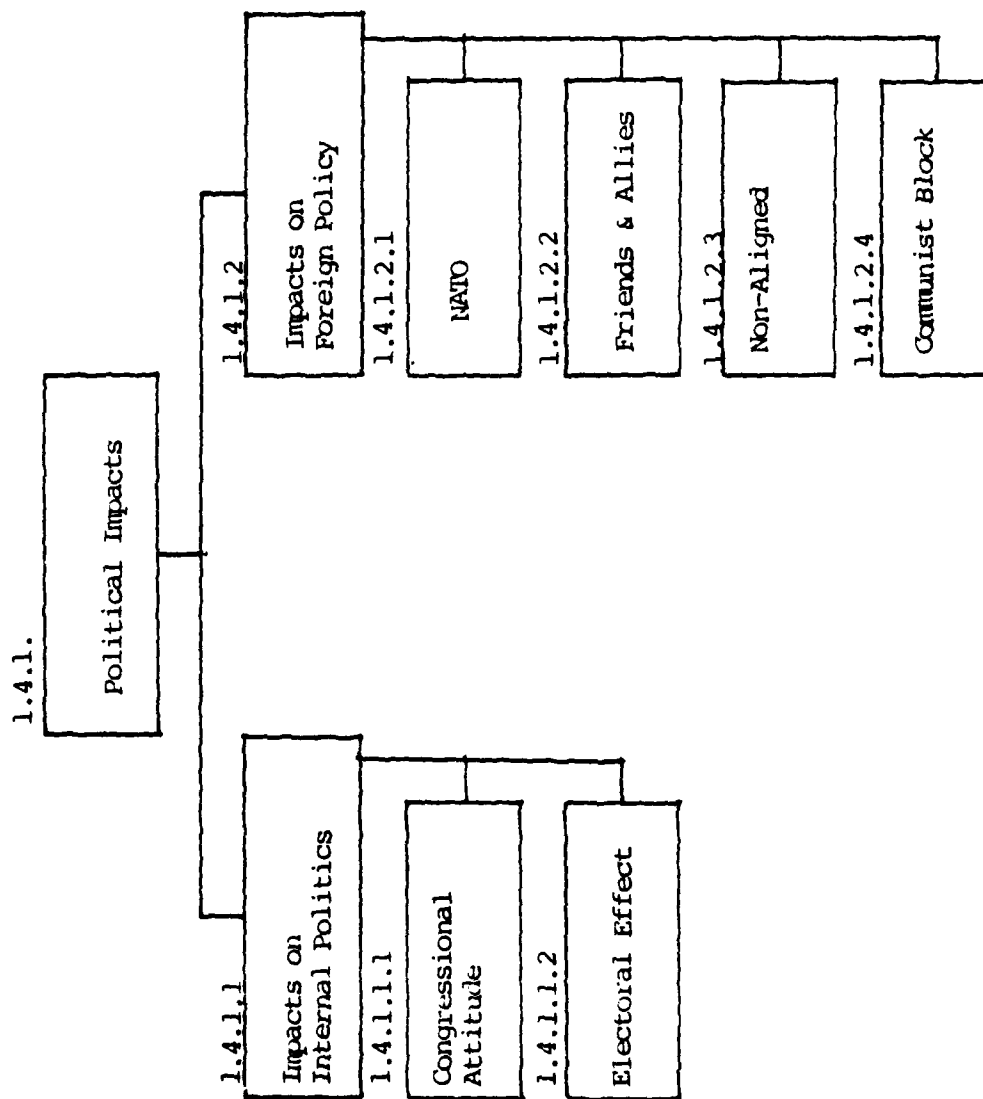 1.4.1.
Political Impacts
1.4.1.1
Impacts on
Internal Politics
1.4.1.1.1
Congressional
Attitude
1.4.1.1.2
Electoral Effect
1.4.1.2
Impacts on
Foreign Policy
1.4.1.2.1
NATO
1.4.1.2.2
Friends & Allies
1.4.1.2.3
Non-Aligned
1.4.1.2.4
Communist Block